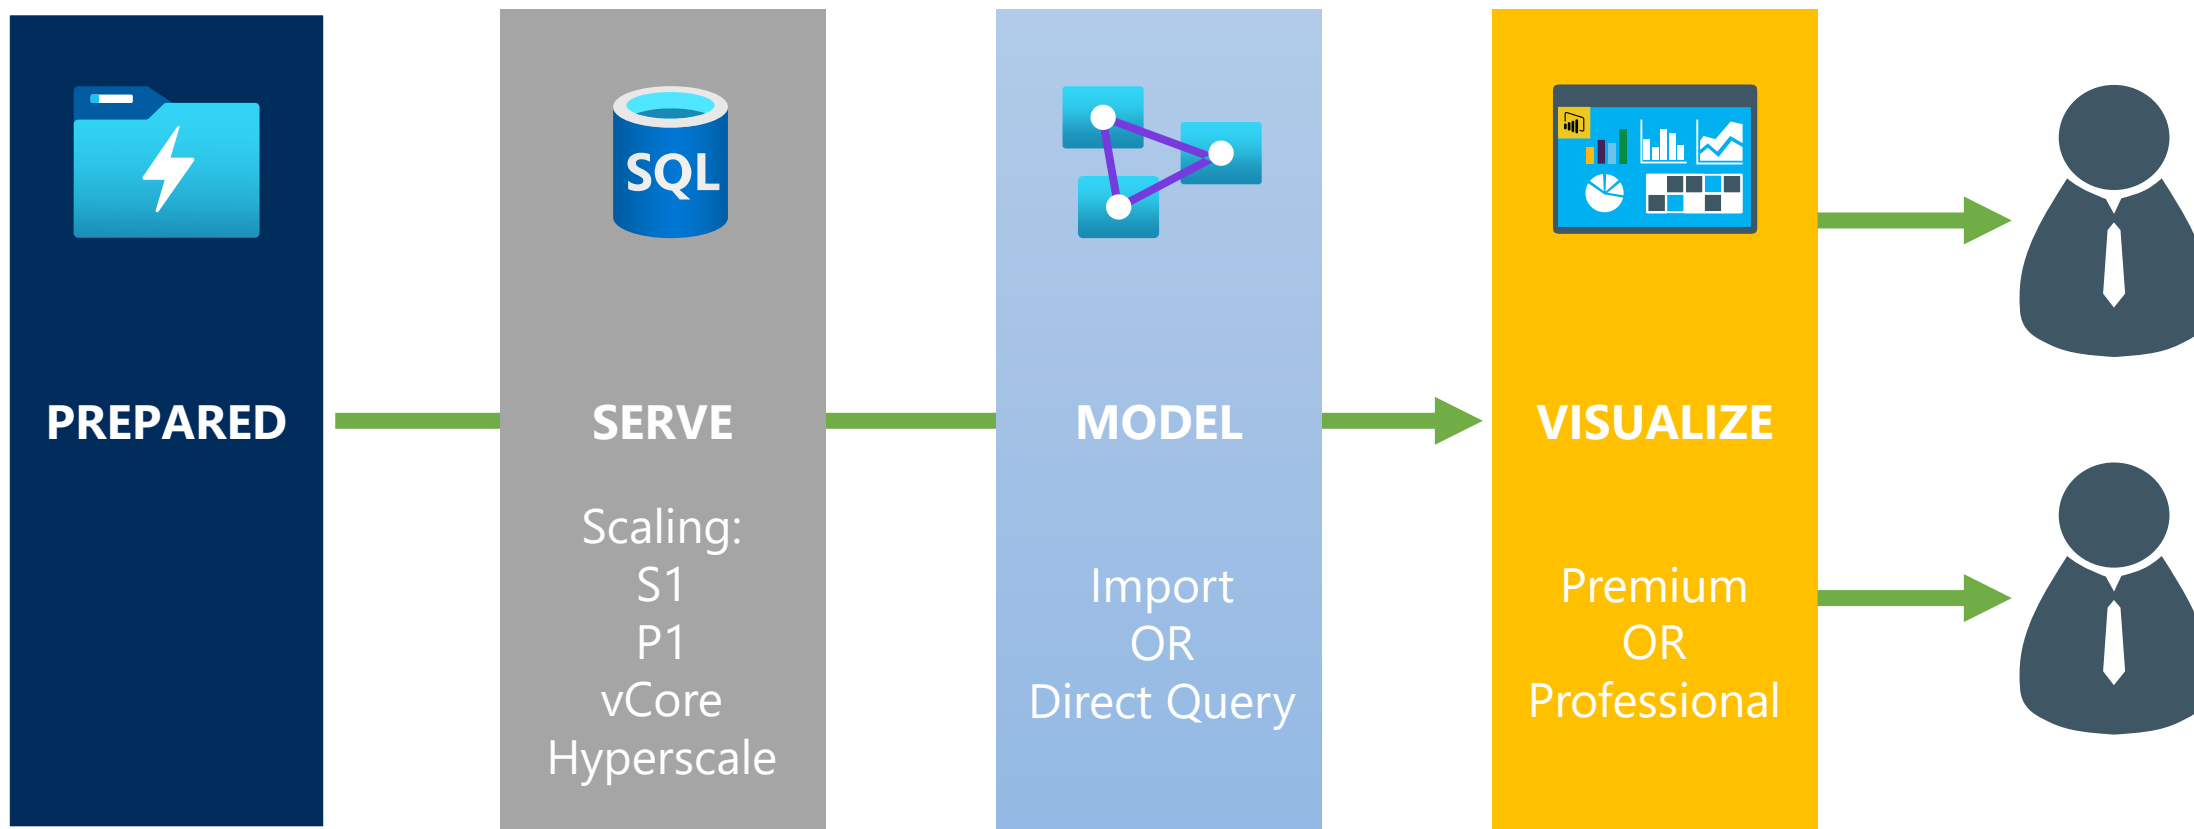 PREPARED
SQL
SERVE
Scaling:
S1
P1
vCore
Hyperscale
MODEL
Import
OR
Direct Query
VISUALIZE
Premium
OR
Professional